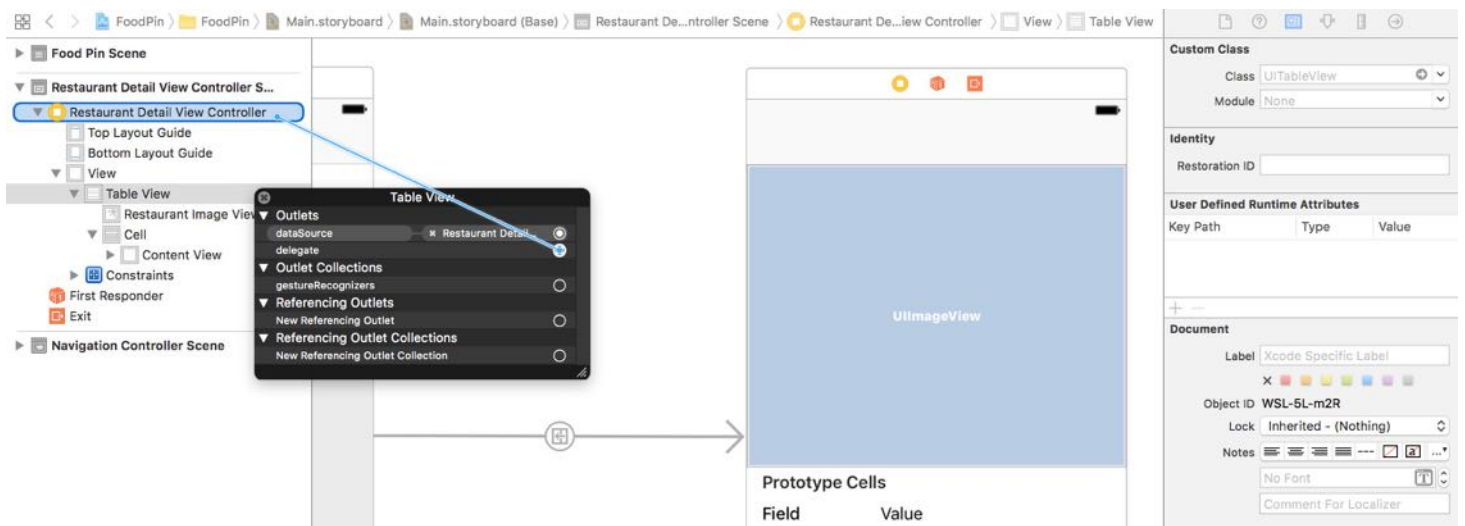 FoodPin FoodPin Main.storyboard Main.storyboard (Base) Restaurant De...ntroller Scene Restaurant De...iew Controller View Table View
Food Pin Scene
Restaurant Detail View Controller S...
Restaurant Detail View Controller
Top Layout Guide
Bottom Layout Guide
View
Table View
Restaurant Image View
Cell
Content View
Constraints
First Responder
Exit
Navigation Controller Scene
Table View
Outlets
dataSource Restaurant Detail...
delegate
Outlet Collections
gestureRecognizers
Referencing Outlets
New Referencing Outlet
Referencing Outlet Collections
New Referencing Outlet Collection
UIImageView
Prototype Cells
Field Value
Custom Class
Class UITableView
Module None
Identity
Restoration ID
User Defined Runtime Attributes
Key Path Type Value
Document
Label Xcode Specific Label
Object ID WSL-5L-m2R
Lock Inherited - (Nothing)
Notes a ...
No Font T
Comment For Localizer